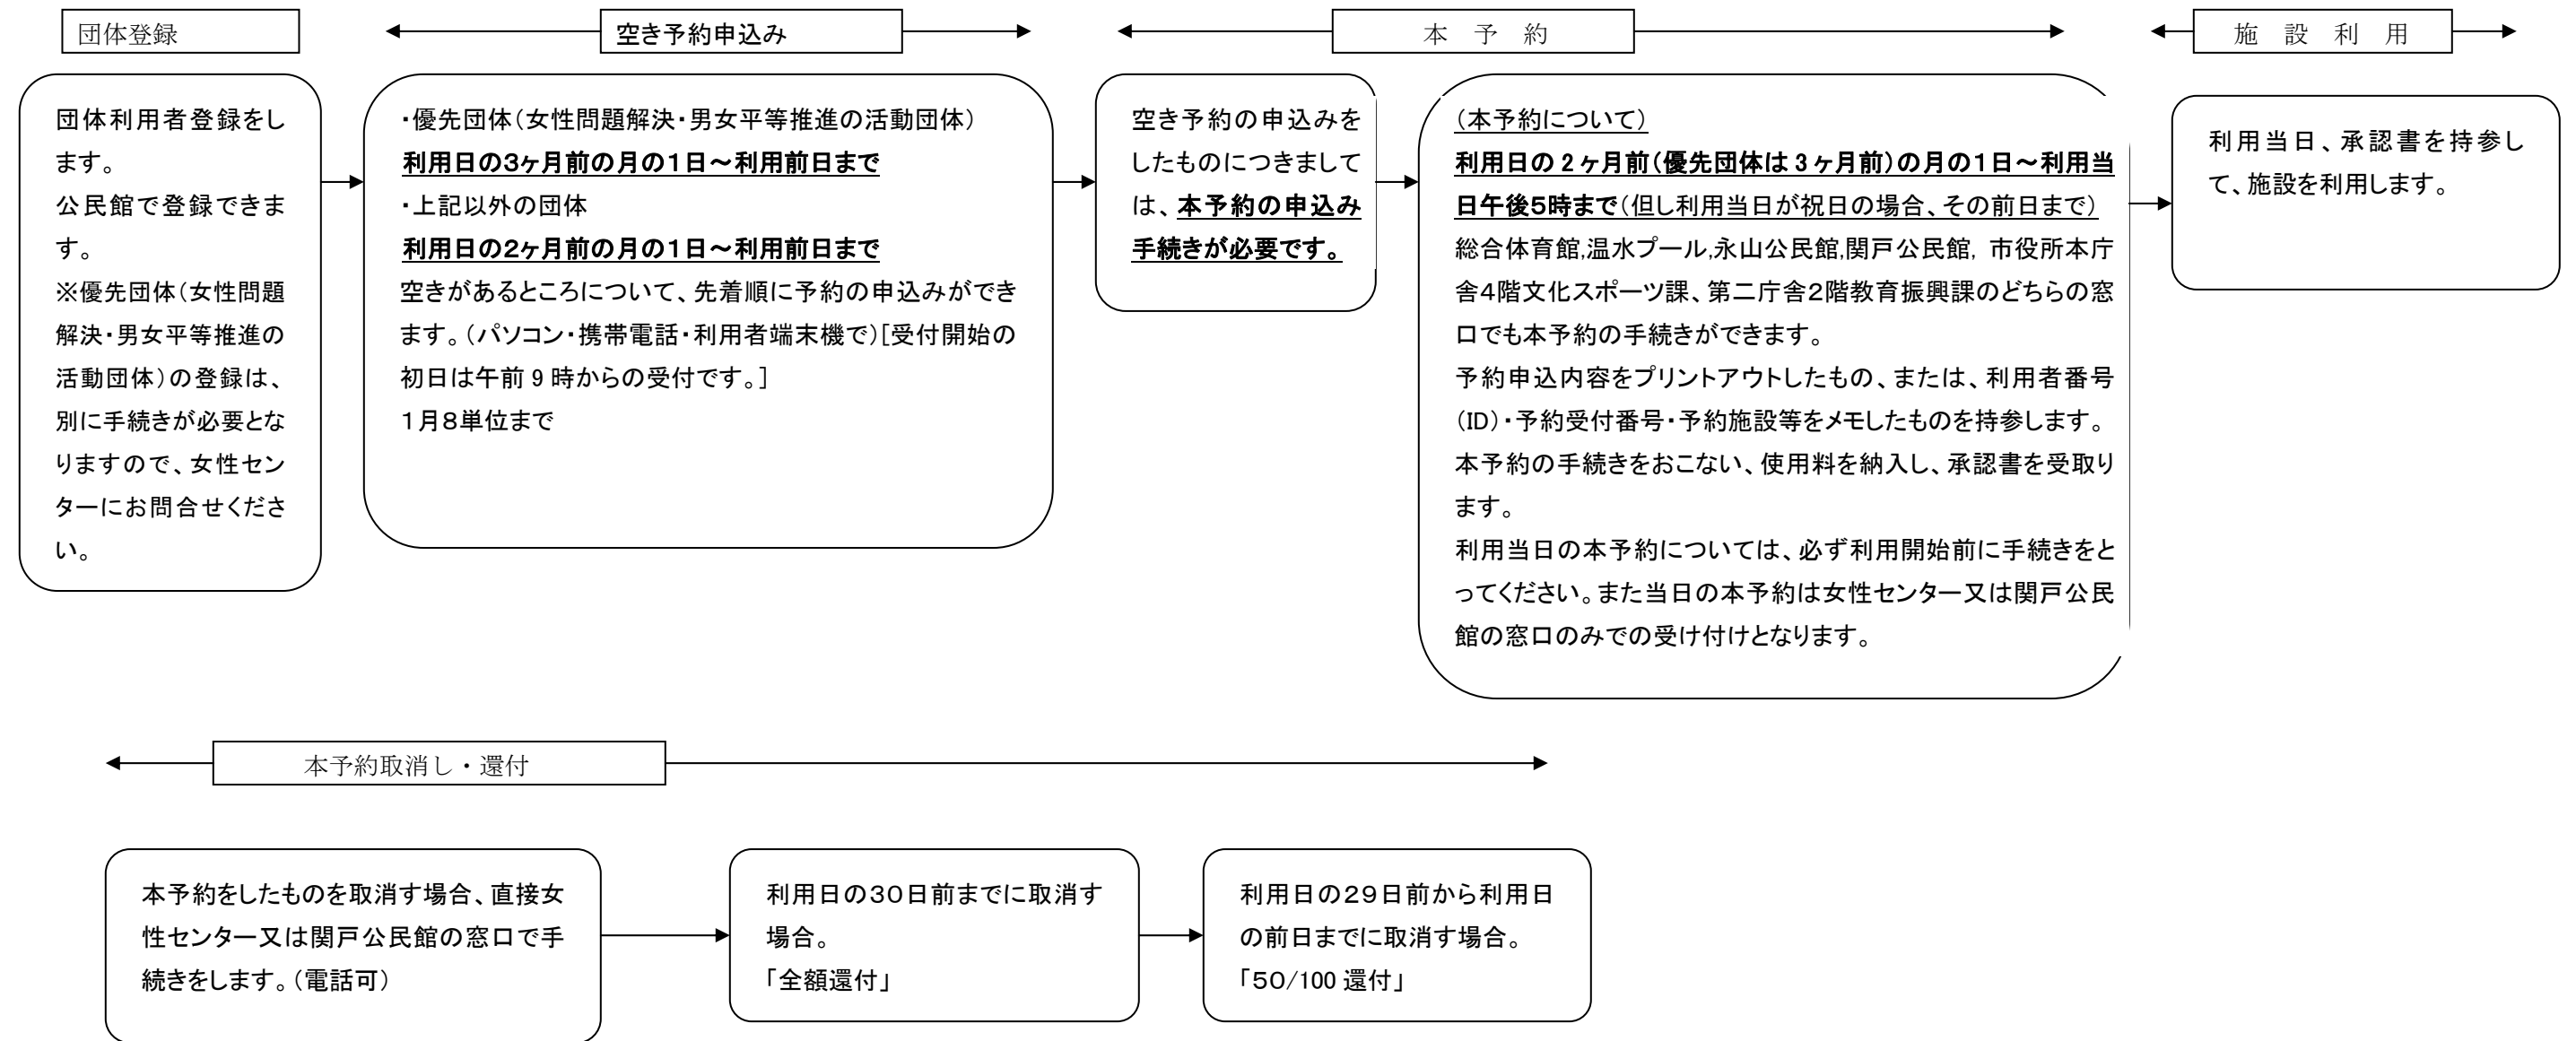 団体登録
団体利用者登録をし
ます。
公民館で登録できま
す。
※優先団体(女性問題
解決・男女平等推進の
活動団体)の登録は、
別に手続きが必要とな
りますので、女性セン
ターにお問合せくださ
い。
空き予約申込み
・優先団体(女性問題解決・男女平等推進の活動団体)
利用日の3ヶ月前の月の1日～利用前日まで
・上記以外の団体
利用日の2ヶ月前の月の1日～利用前日まで
空きがあるところについて、先着順に予約の申込みができ
ます。(パソコン・携帯電話・利用者端末機で)[受付開始の
初日は午前9時からの受付です。]
1月8単位まで
本 予 約
空き予約の申込みを
したものにつきまして
は、本予約の申込み
手続きが必要です。
(本予約について)
利用日の2ヶ月前(優先団体は3ヶ月前)の月の1日～利用当
日午後5時まで(但し利用当日が祝日の場合、その前日まで)
総合体育館,温水プール,永山公民館,関戸公民館, 市役所本庁
舎4階文化スポーツ課、第二庁舎2階教育振興課のどちらの窓
口でも本予約の手続きができます。
予約申込内容をプリントアウトしたもの、または、利用者番号
(ID)・予約受付番号・予約施設等をメモしたものを持参します。
本予約の手続きをおこない、使用料を納入し、承認書を受取り
ます。
利用当日の本予約については、必ず利用開始前に手続きをと
ってください。また当日の本予約は女性センター又は関戸公民
館の窓口のみでの受け付けとなります。
施 設 利 用
利用当日、承認書を持参し
て、施設を利用します。
本予約取消し・還付
本予約をしたものを取消す場合、直接女
性センター又は関戸公民館の窓口で手
続きをします。(電話可)
利用日の30日前までに取消す
場合。
「全額還付」
利用日の29日前から利用日
の前日までに取消す場合。
「50/100還付」